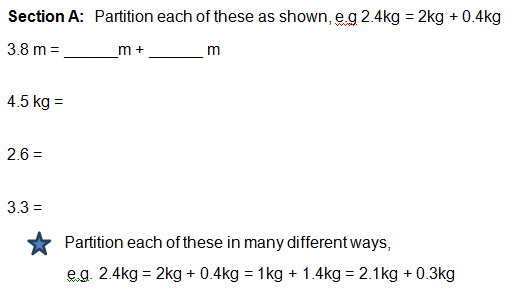 Section A: Partition each of these as shown, e.g 2.4kg = 2kg + 0.4kg
3.8 m = ______m + ______ m
4.5 kg =
2.6 =
3.3 =
Partition each of these in many different ways,
e.g. 2.4kg = 2kg + 0.4kg = 1kg + 1.4kg = 2.1kg + 0.3kg